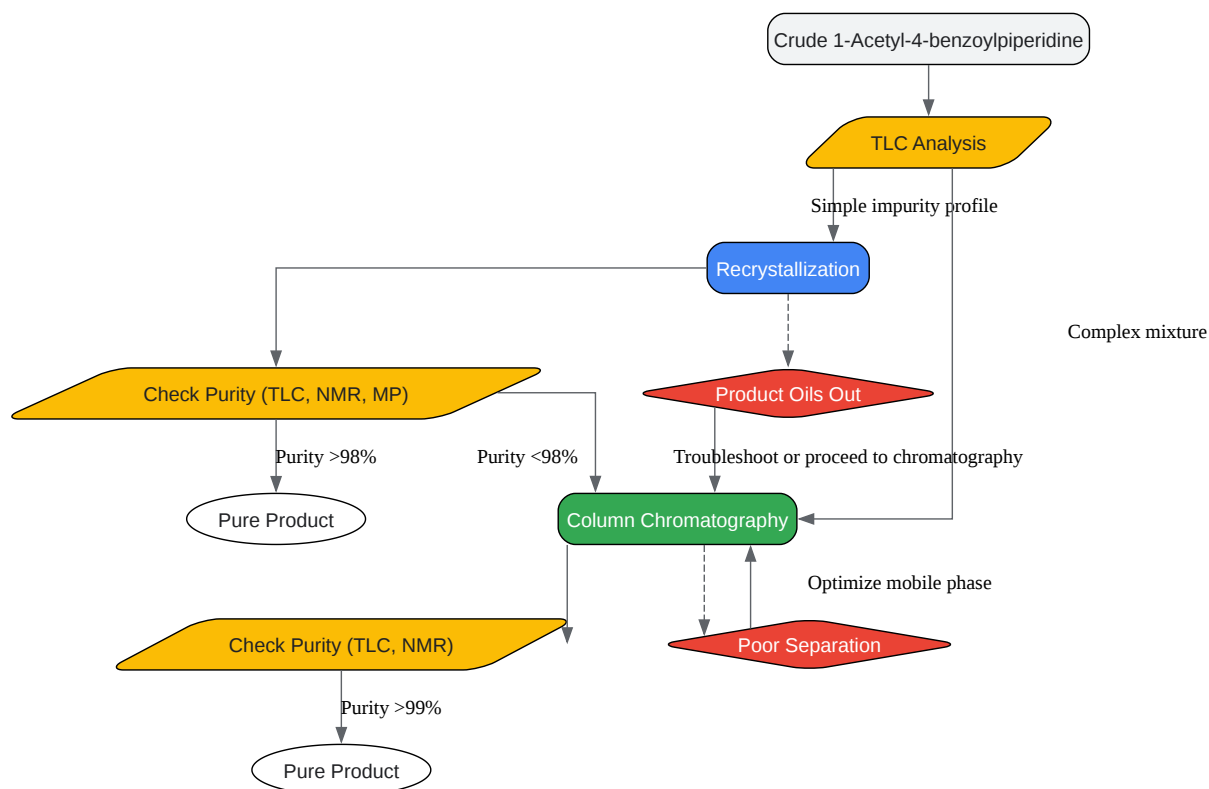 Crude 1-Acetyl-4-benzoylpiperidine
TLC Analysis
Simple impurity profile
Recrystallization
Complex mixture
Check Purity (TLC, NMR, MP)
Product Oils Out
Purity >98%
Purity <98%
Troubleshoot or proceed to chromatography
Pure Product
Column Chromatography
Optimize mobile phase
Check Purity (TLC, NMR)
Poor Separation
Purity >99%
Pure Product